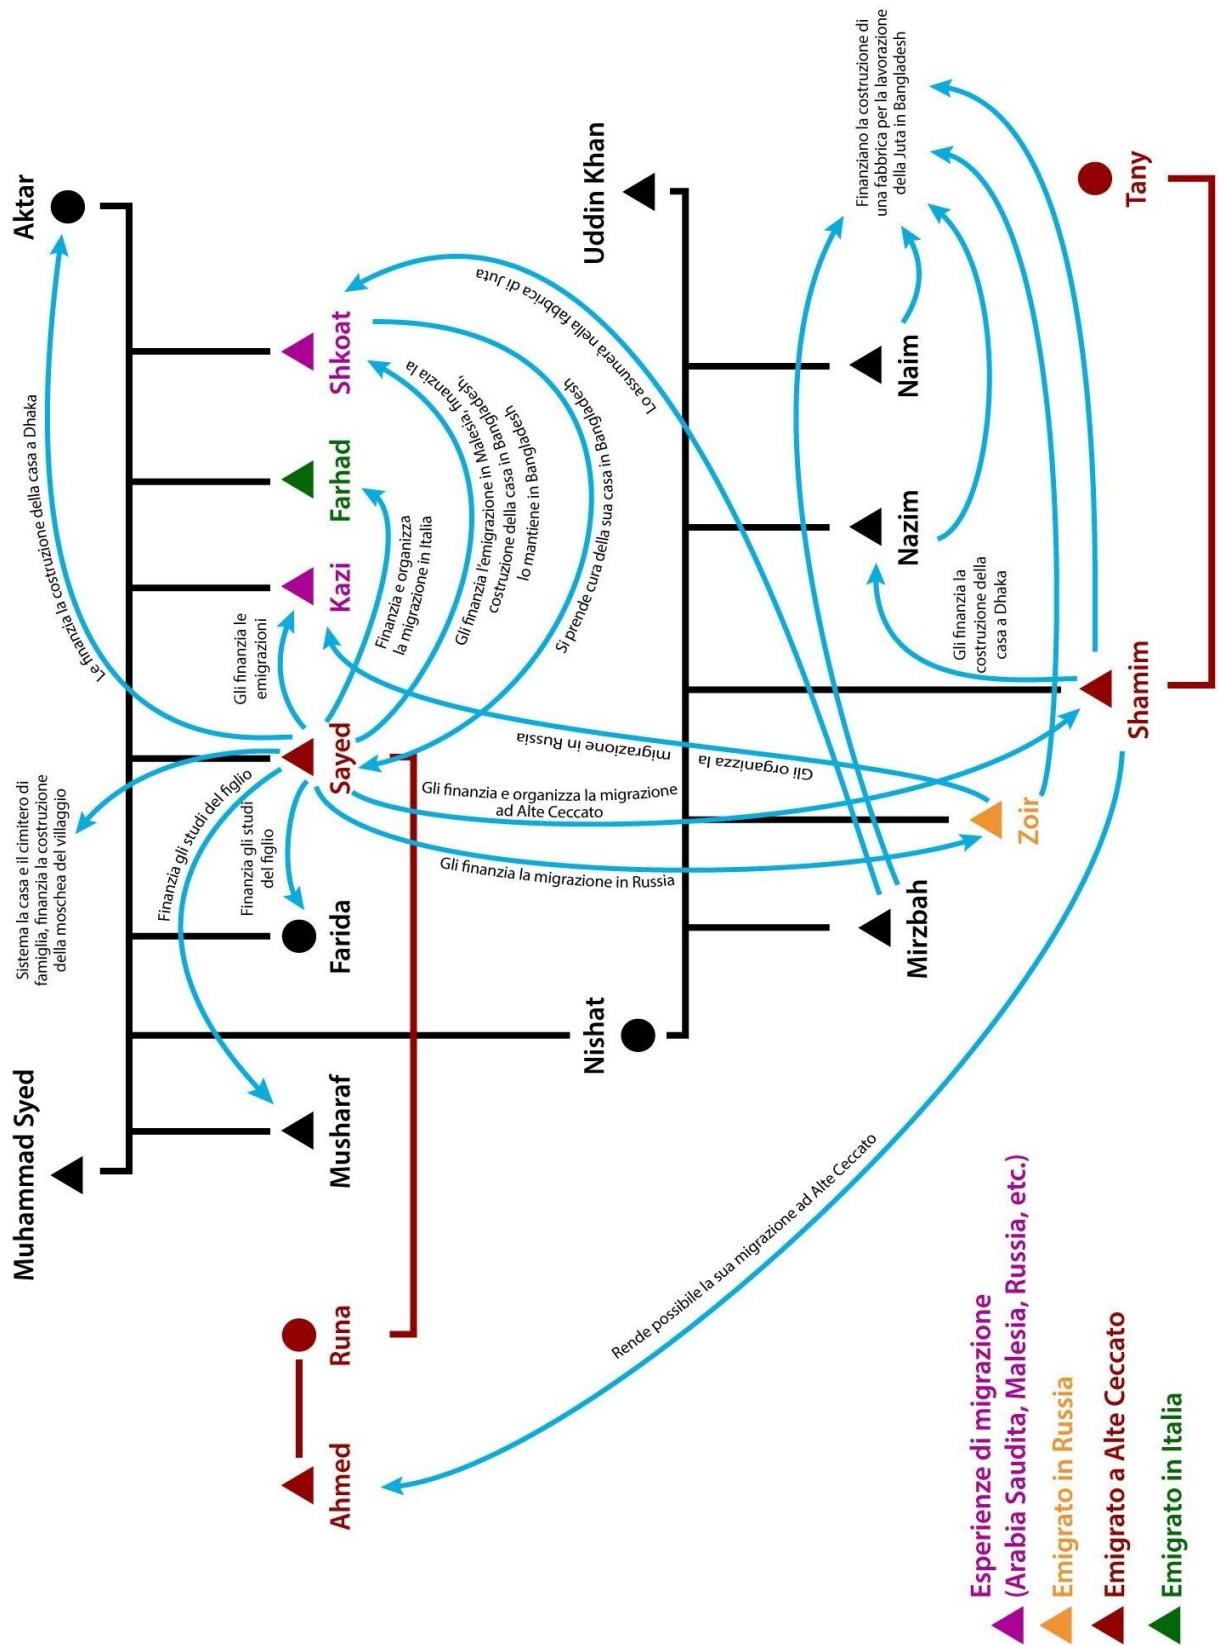 Muhammad Syed
Aktar
Sistema la casa e il cimitero di
famiglia, finanzia la costruzione
della moschea del villaggio
Le finanzia la costruzione della casa a Dhaka
Finanzia gli studi del figlio
Finanzia gli studi
del figlio
Gli finanzia le
emigrazioni
Ahmed
Runa
Musharaf
Farida
Sayed
Kazi
Farhad
Shkoat
Finanzia e organizza
la migrazione in Italia
Gli finanzia l'emigrazione in Malesia, finanzia la
costruzione della casa in Bangladesh,
lo mantiene in Bangladesh
Si prende cura della sua casa in Bangladesh
Lo assumerà nella fabbrica di Juta
Gli finanzia e organizza la migrazione
ad Alte Ceccato
Gli finanzia la migrazione in Russia
Gli organizza la
migrazione in Russia
Nishat
Uddin Khan
Finanziano la costruzione di
una fabbrica per la lavorazione
della Juta in Bangladesh
Mirzbah
Nazim
Naim
Gli finanzia la
costruzione della
casa a Dhaka
Zoir
Shamim
Tany
Rende possibile la sua migrazione ad Alte Ceccato
Esperienze di migrazione
(Arabia Saudita, Malesia, Russia, etc.)
Emigrato in Russia
Emigrato a Alte Ceccato
Emigrato in Italia